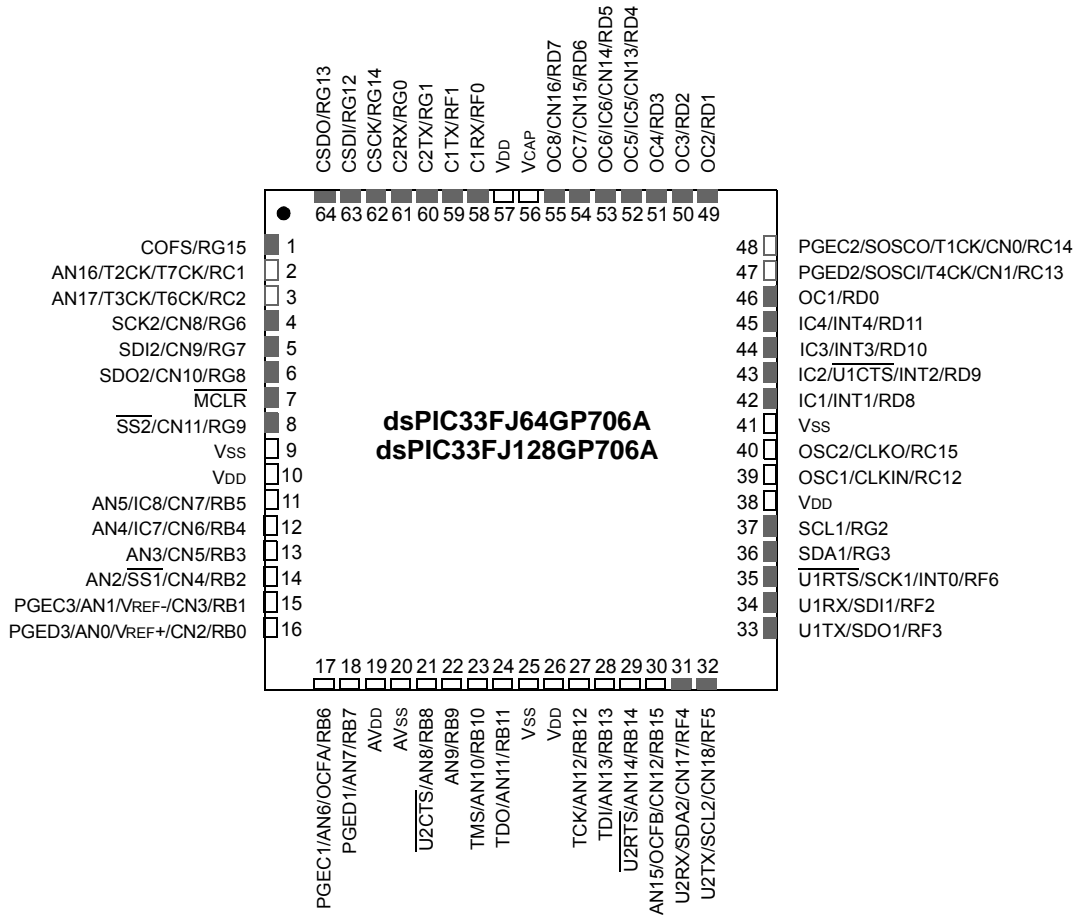 CSDO/RG13
CSDI/RG12
CSCK/RG14
C2RX/RG0
C2TX/RG1
C1TX/RF1
C1RX/RF0
VDD
VCAP
OC8/CN16/RD7
OC7/CN15/RD6
OC6/IC6/CN14/RD5
OC5/IC5/CN13/RD4
OC4/RD3
OC3/RD2
OC2/RD1
64 63 62 61 60 59 58 57 56 55 54 53 52 51 50 49
COFS/RG15 1
AN16/T2CK/T7CK/RC1 2
AN17/T3CK/T6CK/RC2 3
SCK2/CN8/RG6 4
SDI2/CN9/RG7 5
SDO2/CN10/RG8 6
MCLR 7
SS2/CN11/RG9 8
VSS 9
VDD 10
AN5/IC8/CN7/RB5 11
AN4/IC7/CN6/RB4 12
AN3/CN5/RB3 13
AN2/SS1/CN4/RB2 14
PGEC3/AN1/VREF-/CN3/RB1 15
PGED3/AN0/VREF+/CN2/RB0 16
dsPIC33FJ64GP706A
dsPIC33FJ128GP706A
48 PGEC2/SOSCO/T1CK/CN0/RC14
47 PGED2/SOSCI/T4CK/CN1/RC13
46 OC1/RD0
45 IC4/INT4/RD11
44 IC3/INT3/RD10
43 IC2/U1CTS/INT2/RD9
42 IC1/INT1/RD8
41 VSS
40 OSC2/CLKO/RC15
39 OSC1/CLKIN/RC12
38 VDD
37 SCL1/RG2
36 SDA1/RG3
35 U1RTS/SCK1/INT0/RF6
34 U1RX/SDI1/RF2
33 U1TX/SDO1/RF3
17 18 19 20 21 22 23 24 25 26 27 28 29 30 31 32
PGEC1/AN6/OCFA/RB6
PGED1/AN7/RB7
AVDD
AVSS
U2CTS/AN8/RB8
AN9/RB9
TMS/AN10/RB10
TDO/AN11/RB11
VSS
VDD
TCK/AN12/RB12
TDI/AN13/RB13
U2RTS/AN14/RB14
AN15/OCFB/CN12/RB15
U2RX/SDA2/CN17/RF4
U2TX/SCL2/CN18/RF5